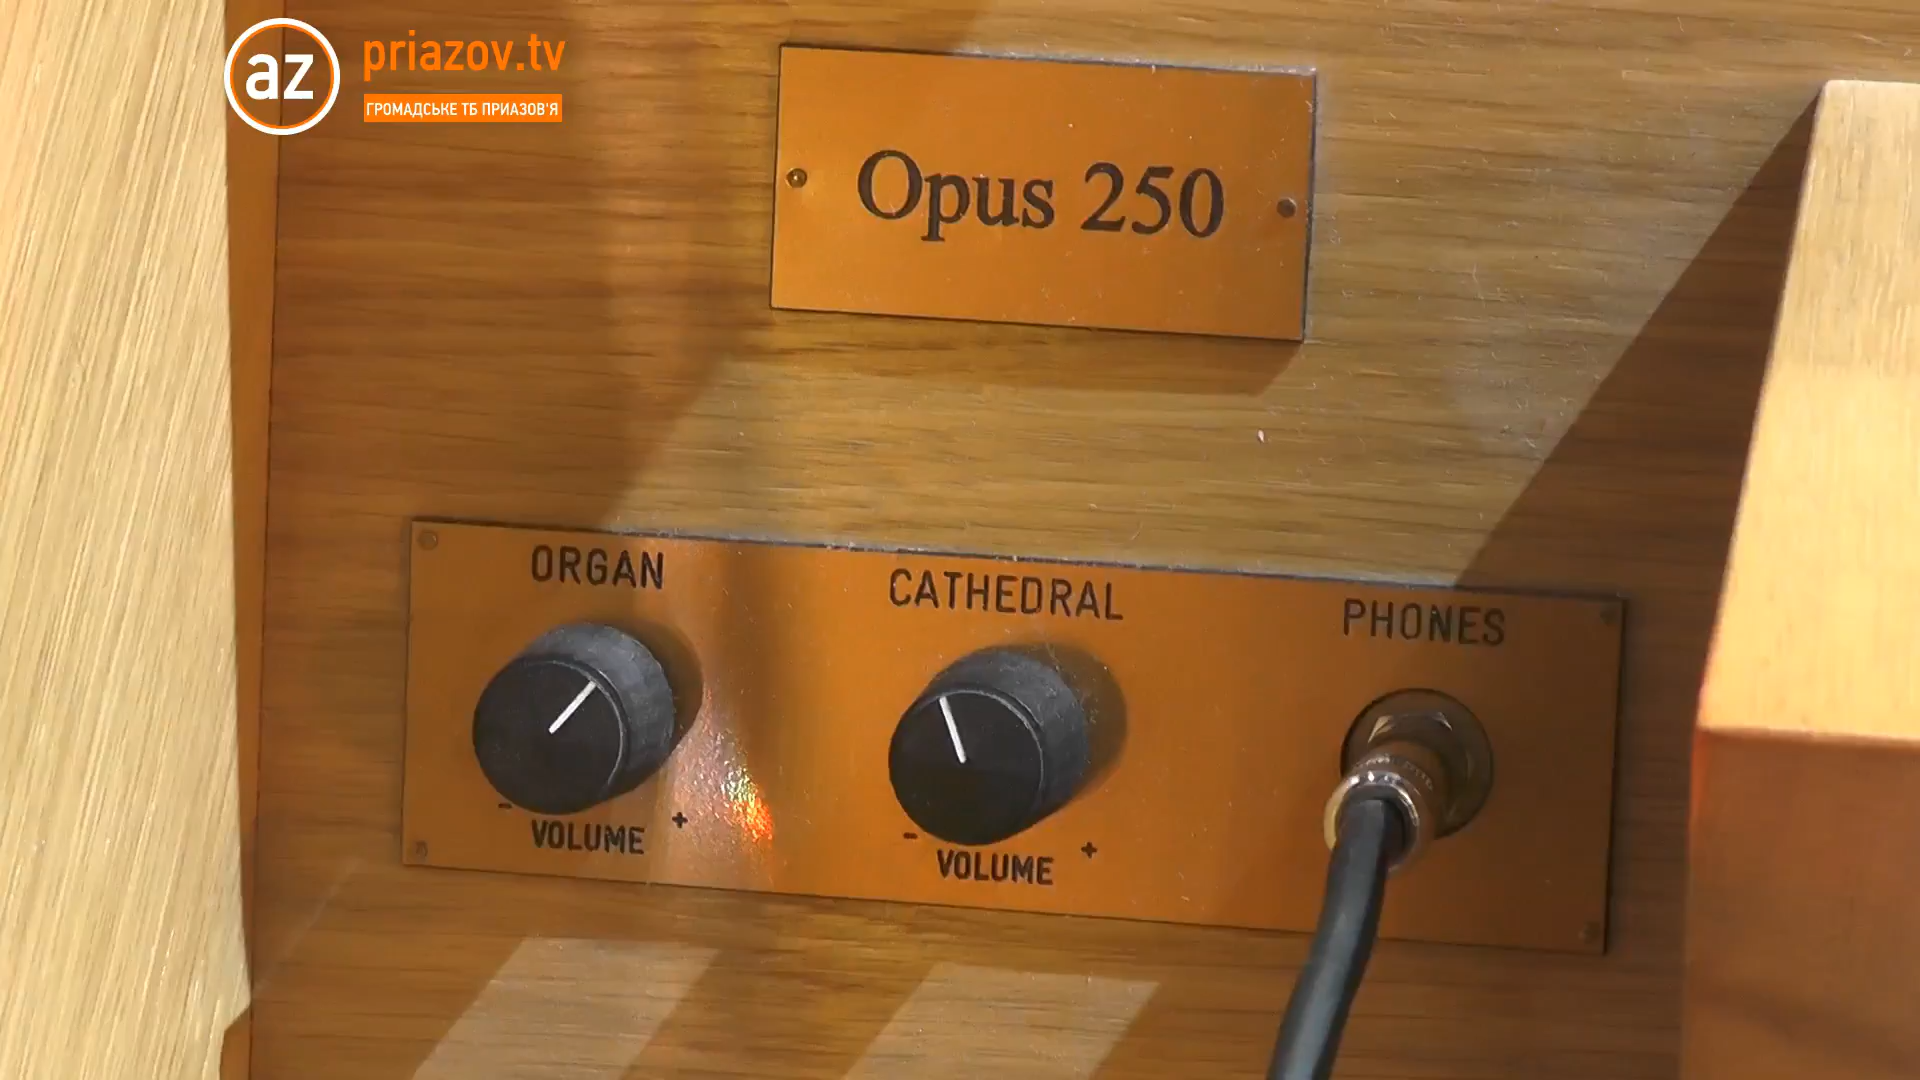 az
priazov.tv
ГРОМАДСЬКЕ ТБ ПРИАЗОВ'Я
Opus 250
ORGAN
CATHEDRAL
PHONES
- VOLUME +
- VOLUME +